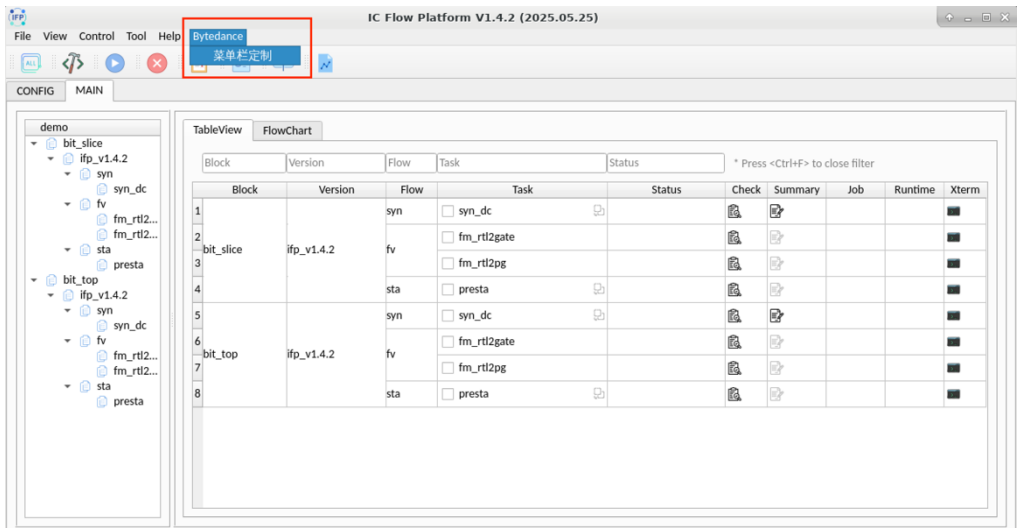 IFP
IC Flow Platform V1.4.2 (2025.05.25)
File View Control Tool Help Bytedance
菜单栏定制
ALL
CONFIG MAIN
demo
bit_slice
ifp_v1.4.2
syn
syn_dc
fv
fm_rtl2...
fm_rtl2...
sta
presta
bit_top
ifp_v1.4.2
syn
syn_dc
fv
fm_rtl2...
fm_rtl2...
sta
presta
TableView FlowChart
Block Version Flow Task Status * Press <Ctrl+F> to close filter
Block Version Flow Task Status Check Summary Job Runtime Xterm
1 syn syn_dc
2 fm_rtl2gate
bit_slice ifp_v1.4.2 fv
3 fm_rtl2pg
4 sta presta
5 syn syn_dc
6 fm_rtl2gate
bit_top ifp_v1.4.2 fv
7 fm_rtl2pg
8 sta presta